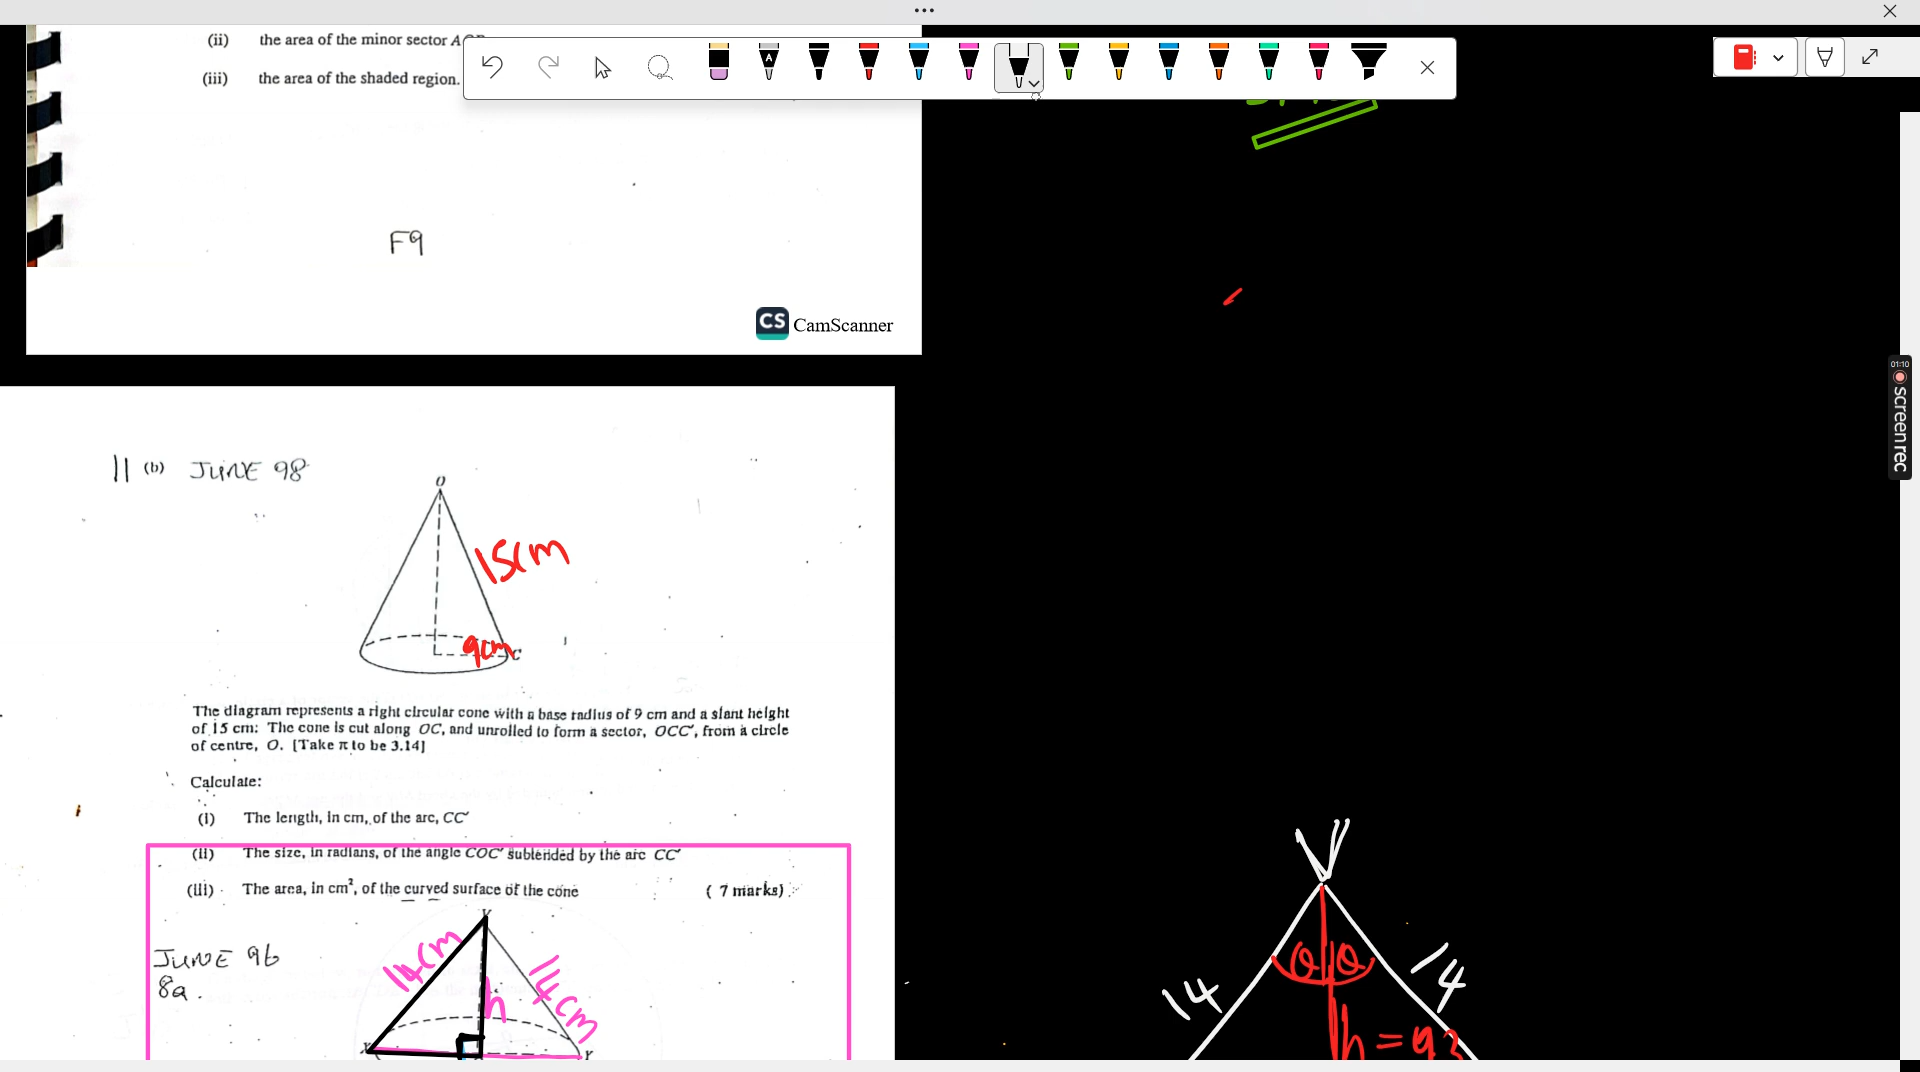 (ii) the area of the minor sector A
(iii) the area of the shaded region.
A
F9
CS CamScanner
01:10
screenrec
11 (b) JUNE 98
O
15cm
9cm
C
The diagram represents a right circular cone with a base radius of 9 cm and a slant height
of 15 cm: The cone is cut along OC, and unrolled to form a sector, OCC', from a circle
of centre, O. [Take π to be 3.14]
Calculate:
(i) The length, in cm, of the arc, CC'
(ii) The size, in radians, of the angle COC' subtended by the arc CC'
(iii) The area, in cm², of the curved surface of the cone ( 7 marks)
JUNE 96
8a.
V
14cm
h
14cm
X
Y
V
θ θ
14
14
h = 93